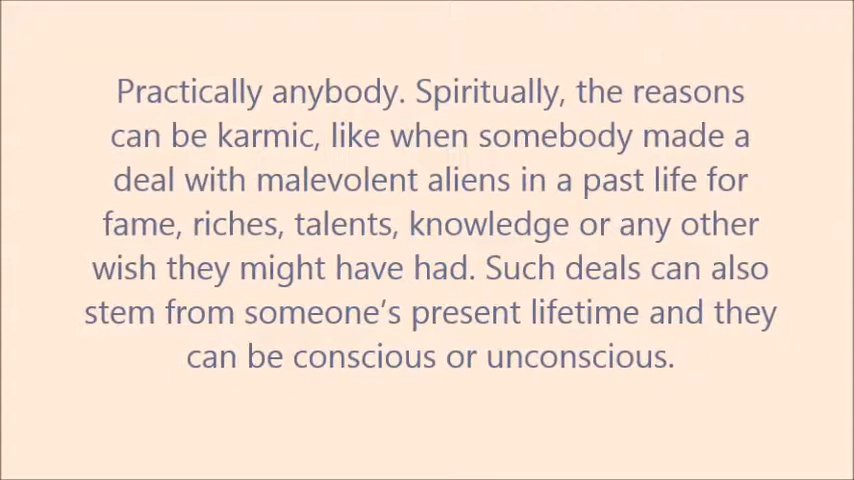 Practically anybody. Spiritually, the reasons
can be karmic, like when somebody made a
deal with malevolent aliens in a past life for
fame, riches, talents, knowledge or any other
wish they might have had. Such deals can also
stem from someone’s present lifetime and they
can be conscious or unconscious.